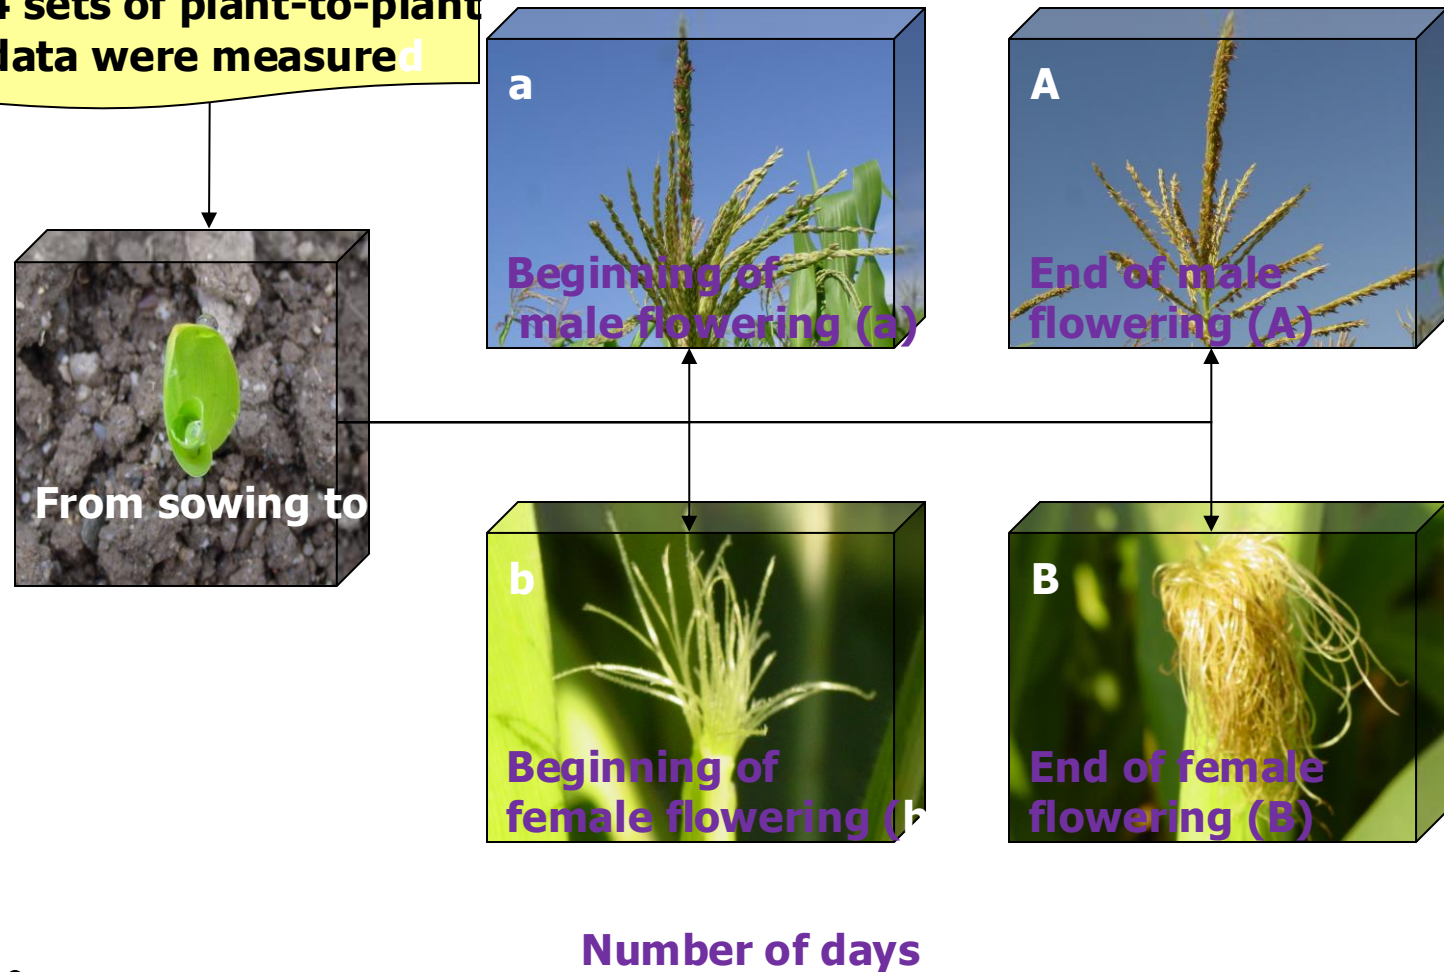 4 sets of plant-to-plant
data were measured
a
Beginning of
male flowering (a)
A
End of male
flowering (A)
From sowing to
b
Beginning of
female flowering (b
B
End of female
flowering (B)
Number of days